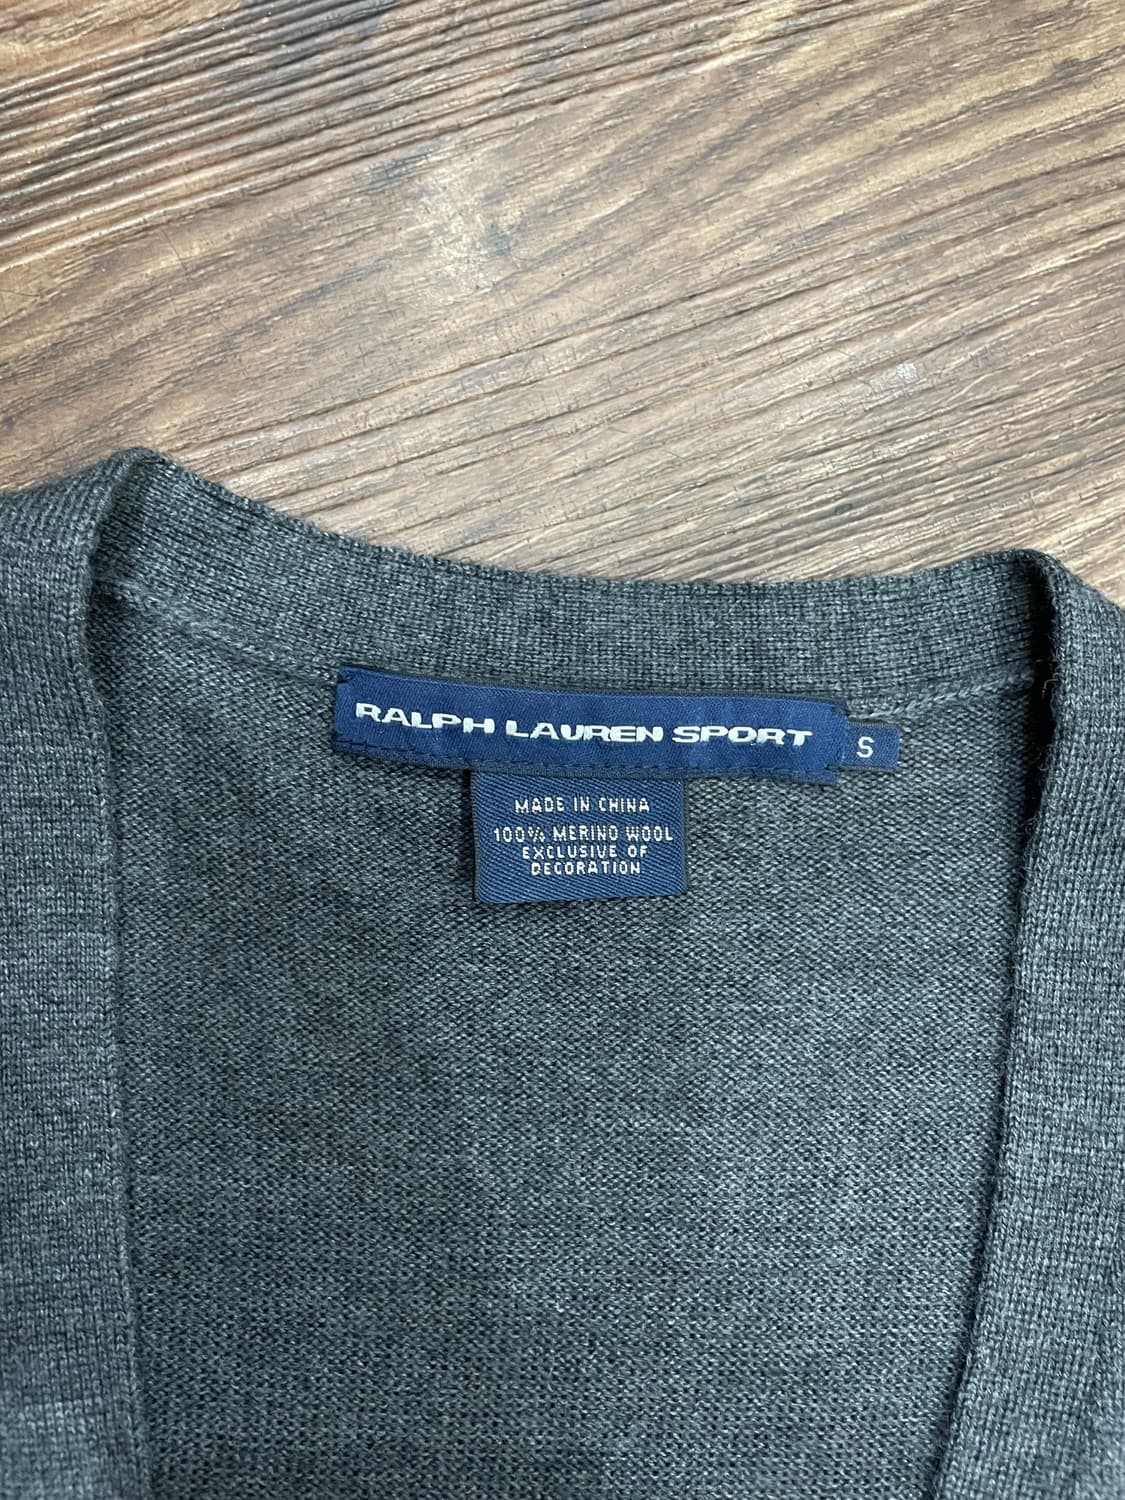 RALPH LAUREN SPORT
S
MADE IN CHINA
100% MERINO WOOL
EXCLUSIVE OF
DECORATION